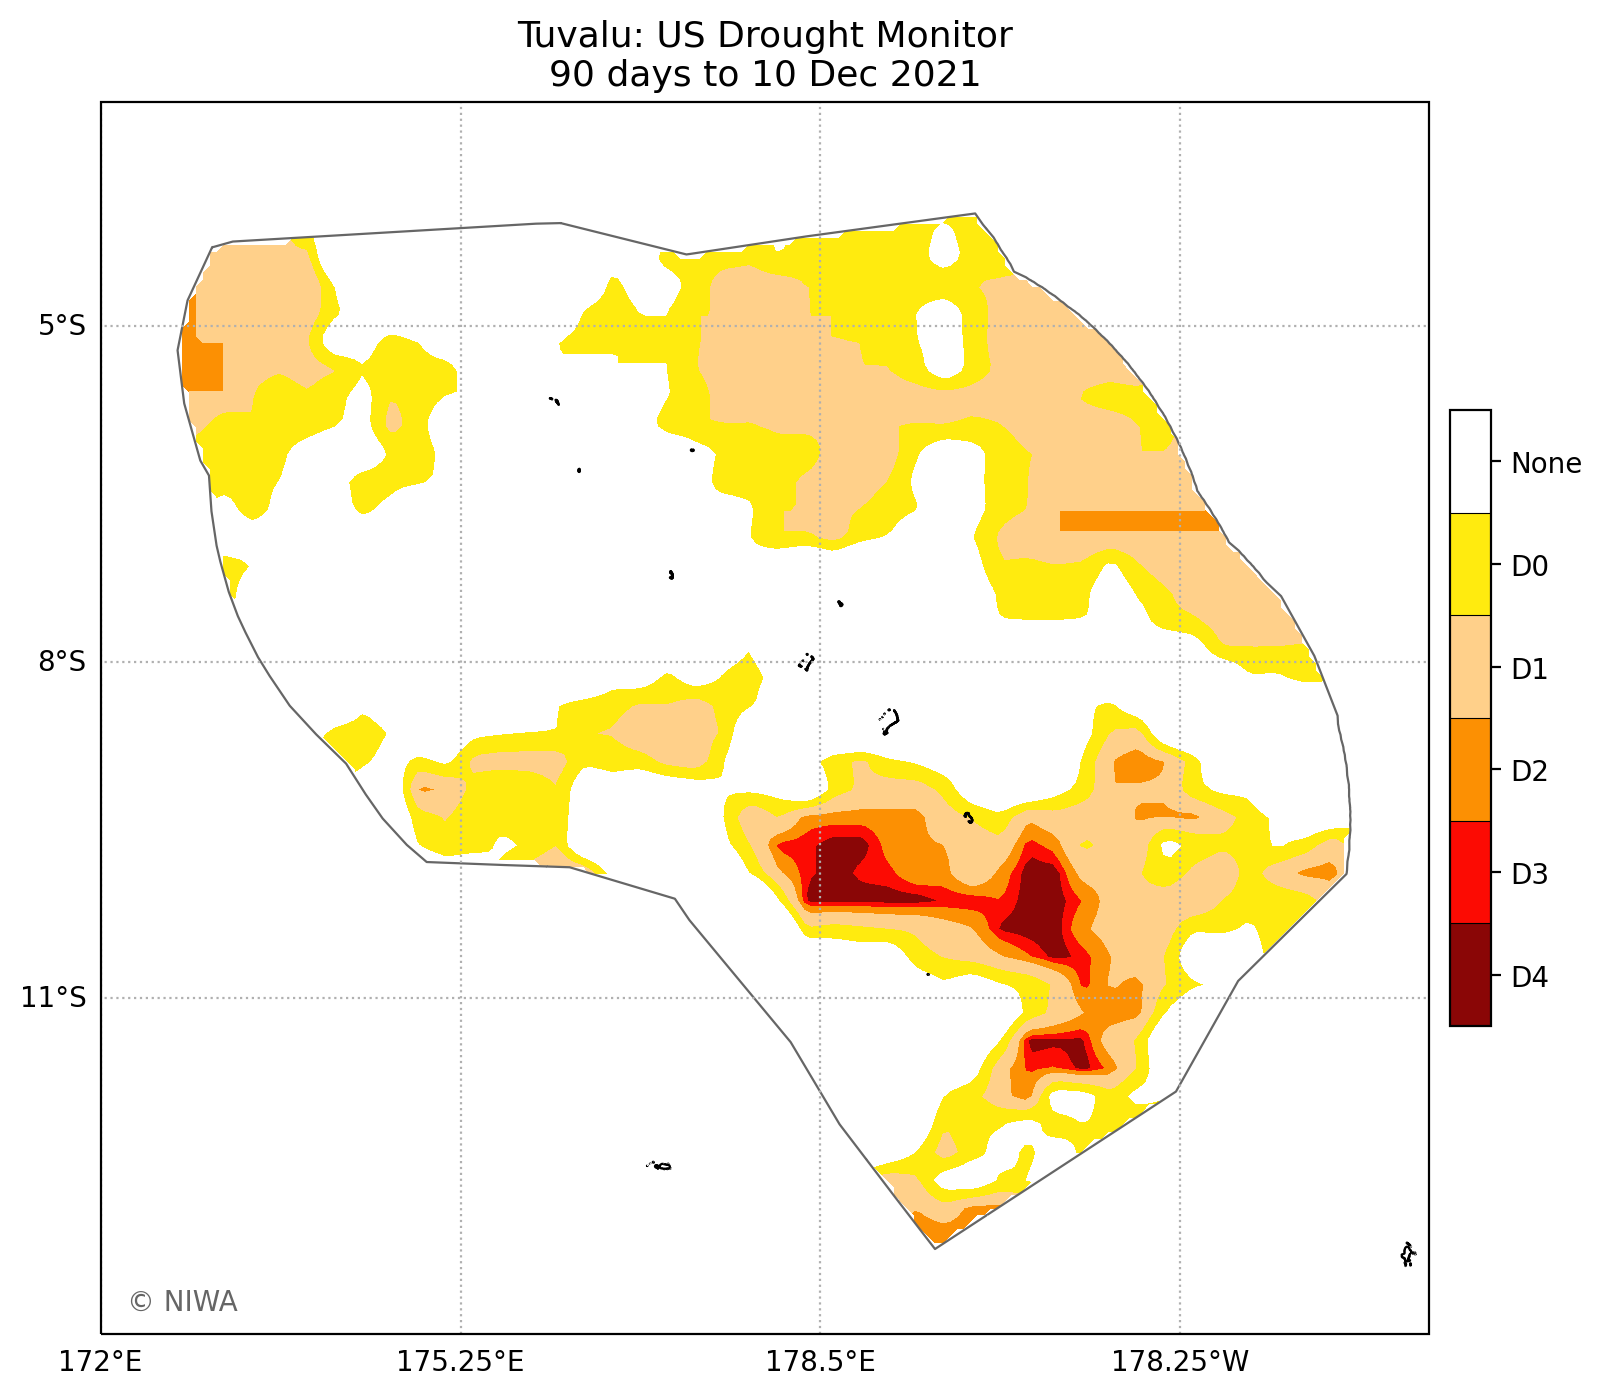 Tuvalu: US Drought Monitor
90 days to 10 Dec 2021
5°S
8°S
11°S
172°E
175.25°E
178.5°E
178.25°W
None
D0
D1
D2
D3
D4
© NIWA